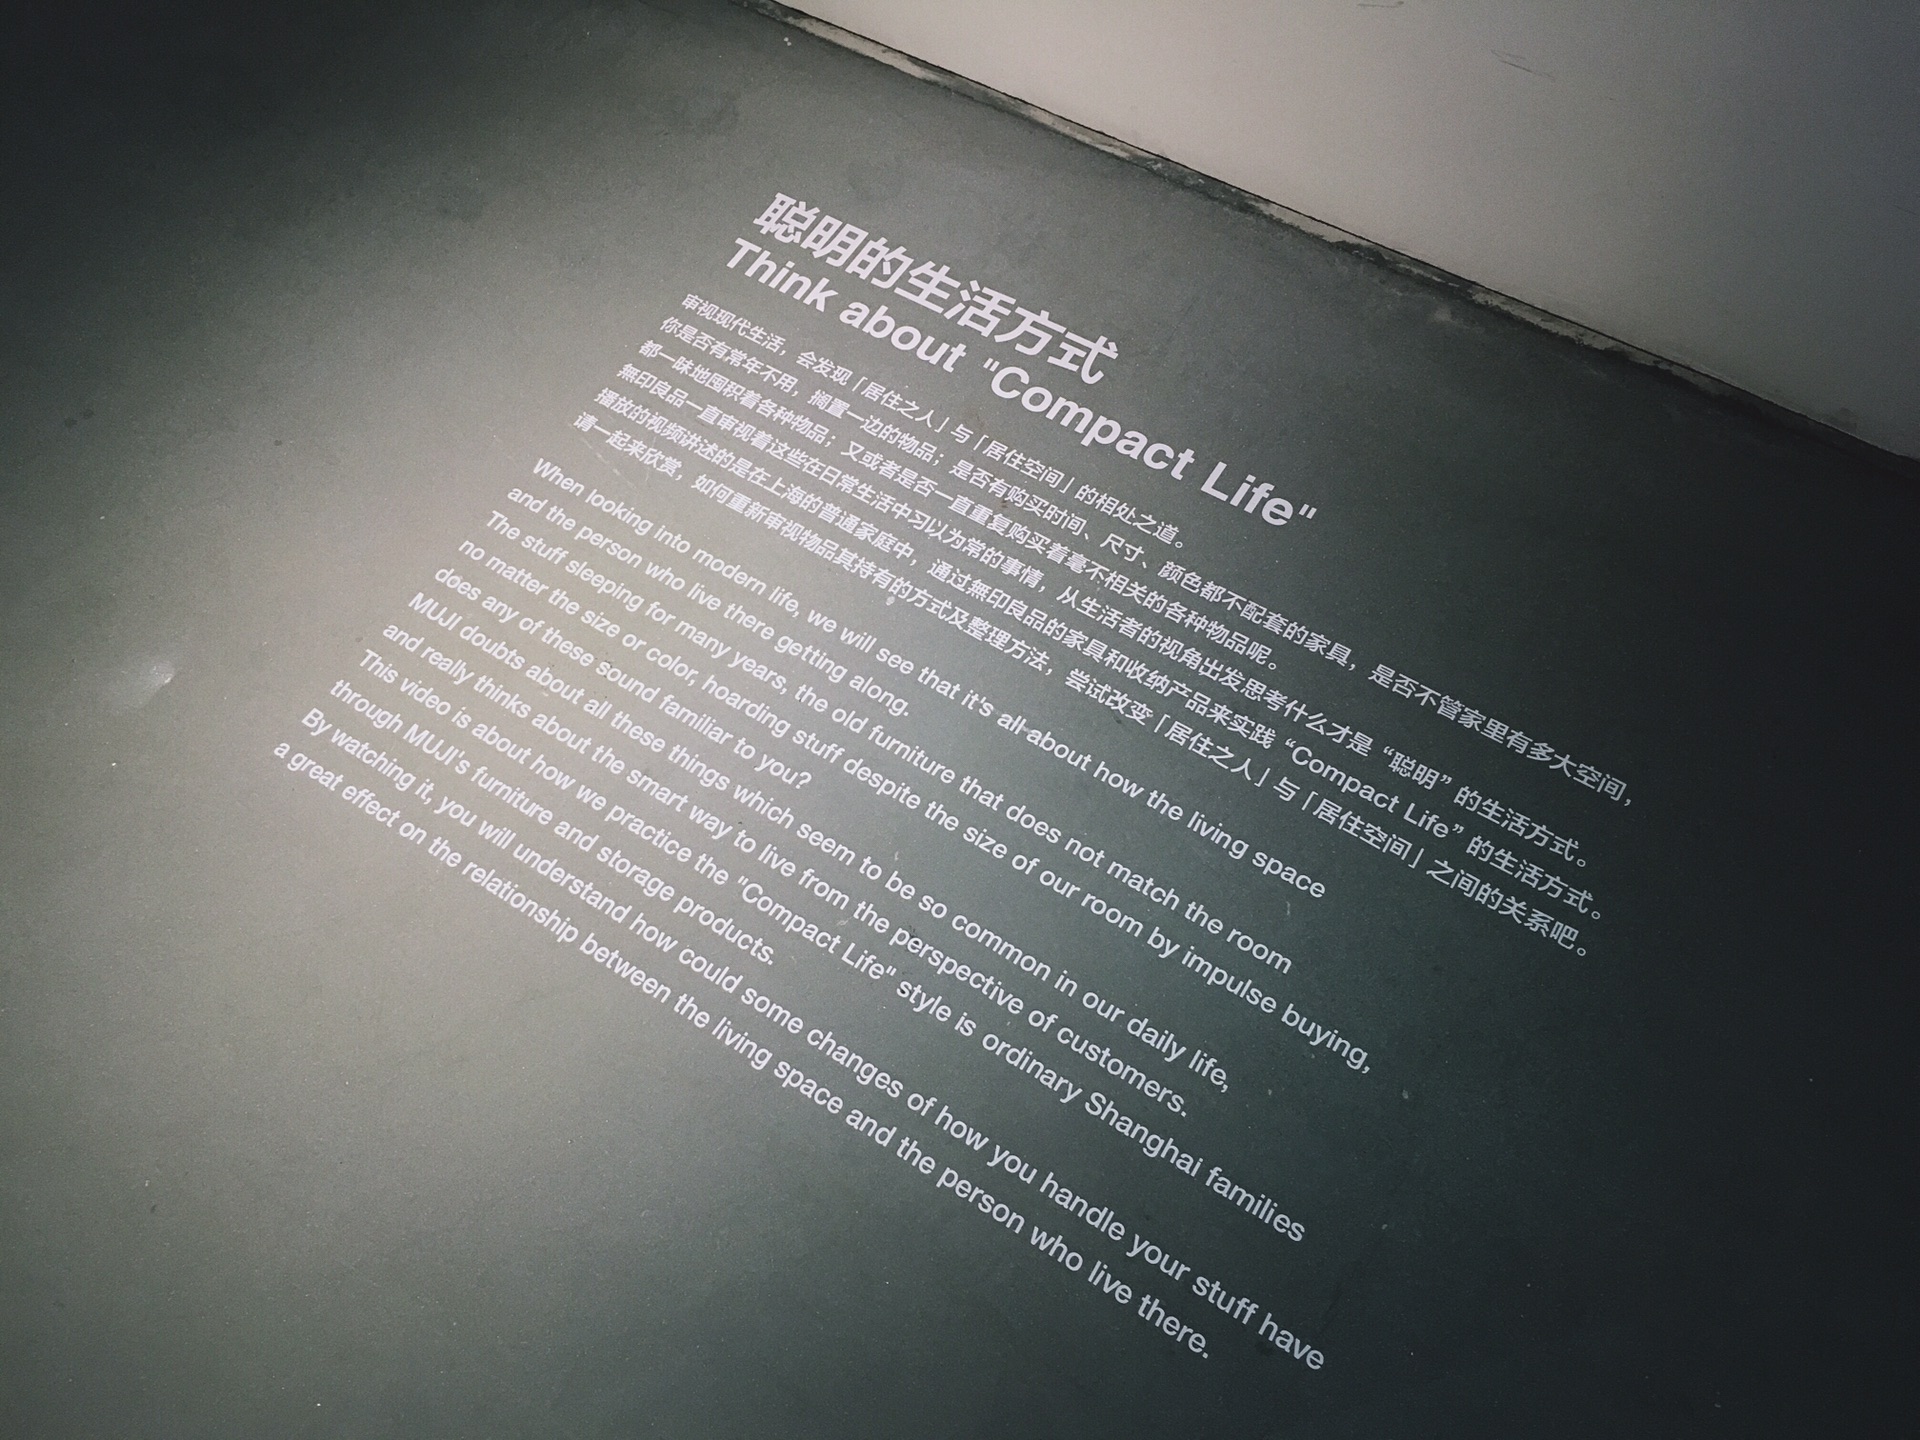 聪明的生活方式
Think about "Compact Life"
审视现代生活，会发现「居住之人」与「居住空间」的相处之道。
你是否有常年不用，搁置一边的物品；是否有购买时间、尺寸、颜色都不配套的家具，是否不管家里有多大空间，
都一昧地囤积着各种物品；又或者是否一直重复购买着毫不相关的各种物品呢。
無印良品一直审视着这些在日常生活中习以为常的事情，从生活者的视角出发思考什么才是“聪明”的生活方式。
播放的视频讲述的是在上海的普通家庭中，通过無印良品的家具和收纳产品来实践“Compact Life”的生活方式。
请一起来欣赏，如何重新审视物品其持有的方式及整理方法，尝试改变「居住之人」与「居住空间」之间的关系吧。
When looking into modern life, we will see that it's all about how the living space
and the person who live there getting along.
The stuff sleeping for many years, the old furniture that does not match the room
no matter the size or color, hoarding stuff despite the size of our room by impulse buying,
does any of these sound familiar to you?
MUJI doubts about all these things which seem to be so common in our daily life,
and really thinks about the smart way to live from the perspective of customers.
This video is about how we practice the "Compact Life" style is ordinary Shanghai families
through MUJI's furniture and storage products.
By watching it, you will understand how could some changes of how you handle your stuff have
a great effect on the relationship between the living space and the person who live there.